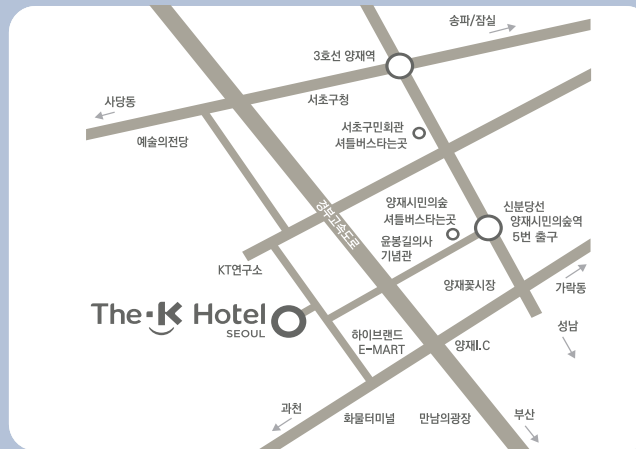 송파/잠실
3호선 양재역
사당동
서초구청
예술의전당
서초구민회관
셔틀버스타는곳
경부고속도로
양재시민의숲
셔틀버스타는곳
신분당선
양재시민의숲역
5번 출구
윤봉길의사
기념관
KT연구소
양재꽃시장
가락동
The-K Hotel
SEOUL
하이브랜드
E-MART
양재I.C
성남
과천
화물터미널
만남의광장
부산